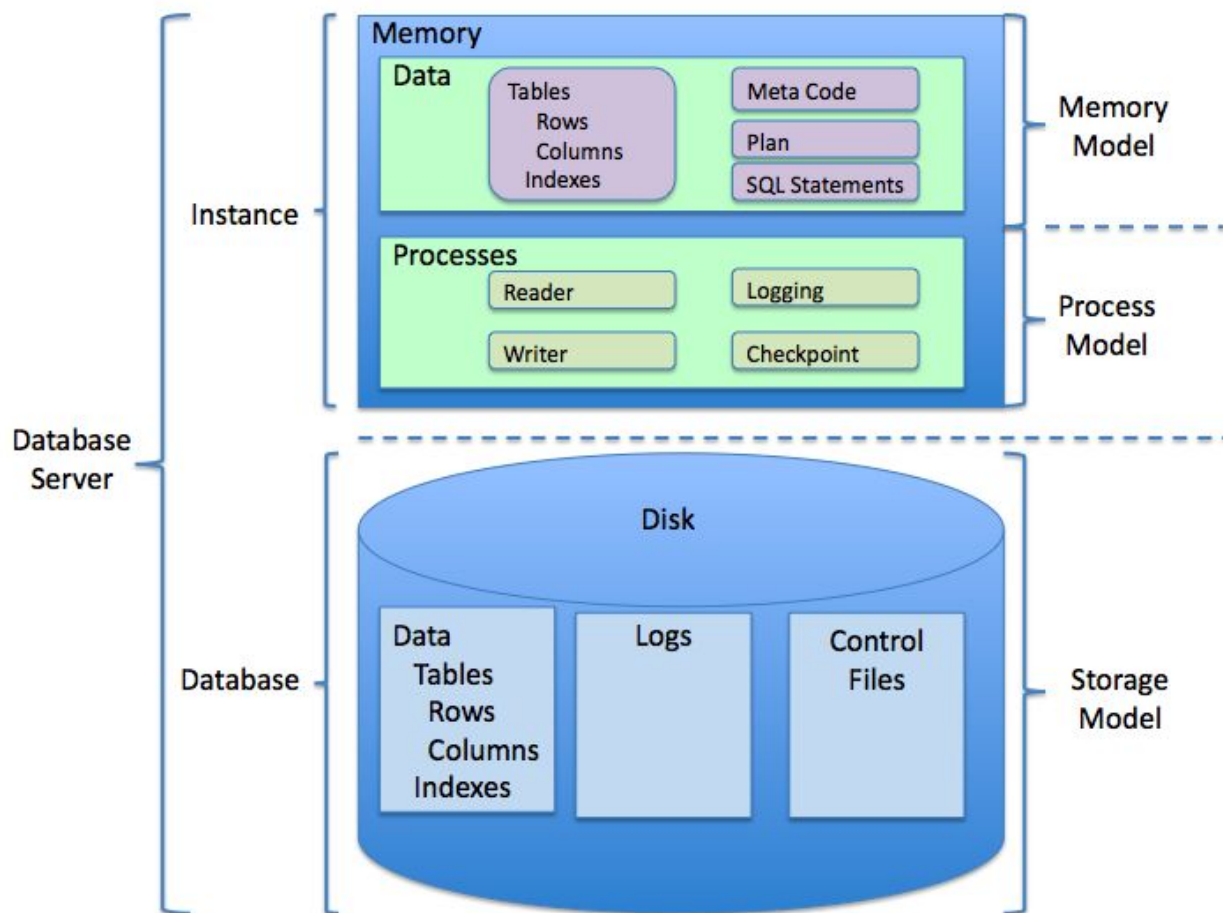 Memory
Data
Tables
Rows
Columns
Indexes
Meta Code
Plan
SQL Statements
Memory
Model
Instance
Processes
Reader
Logging
Writer
Checkpoint
Process
Model
Database
Server
Disk
Data
Tables
Rows
Columns
Indexes
Logs
Control
Files
Database
Storage
Model